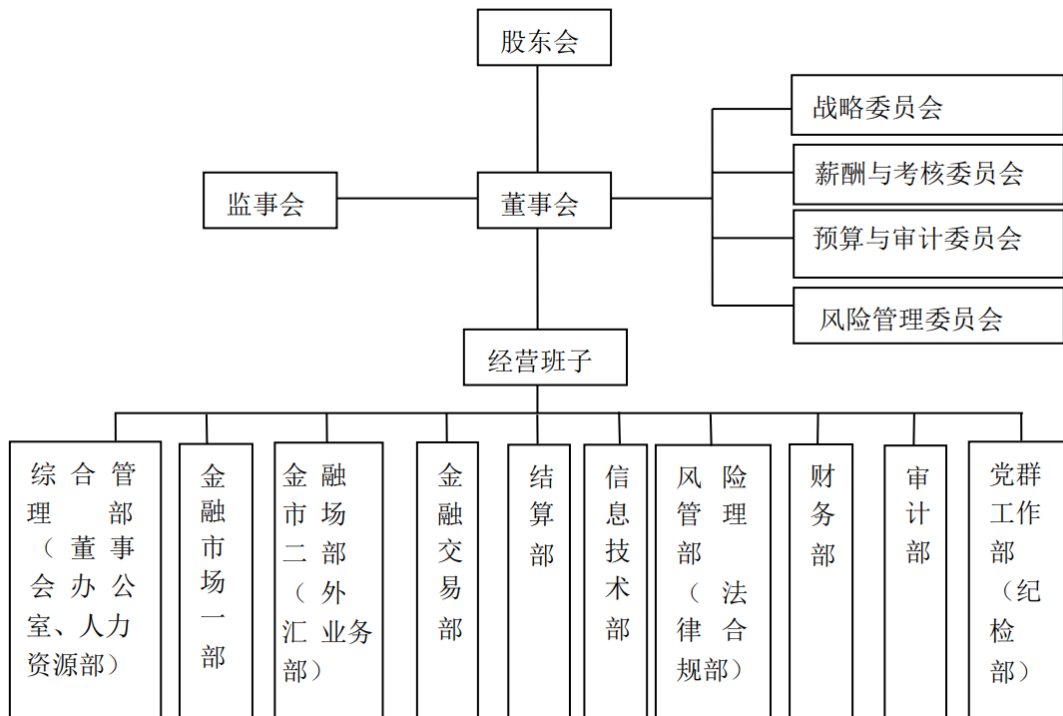 股东会
战略委员会
薪酬与考核委员会
监事会
董事会
预算与审计委员会
风险管理委员会
经营班子
综合管
理部
（董事
会办公
室、人力
资源部）
金融市场一部
金融
市场
二部
（外
汇业务
部）
金融交易部
结算部
信息技术部
风险
管理
部
（法
律合
规部）
财务部
审计部
党群
工作
部
（纪
检
部）